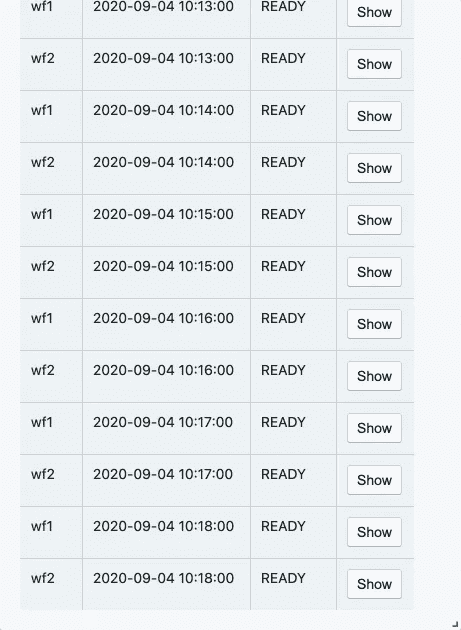 wf1 2020-09-04 10:13:00 READY Show
wf2 2020-09-04 10:13:00 READY Show
wf1 2020-09-04 10:14:00 READY Show
wf2 2020-09-04 10:14:00 READY Show
wf1 2020-09-04 10:15:00 READY Show
wf2 2020-09-04 10:15:00 READY Show
wf1 2020-09-04 10:16:00 READY Show
wf2 2020-09-04 10:16:00 READY Show
wf1 2020-09-04 10:17:00 READY Show
wf2 2020-09-04 10:17:00 READY Show
wf1 2020-09-04 10:18:00 READY Show
wf2 2020-09-04 10:18:00 READY Show